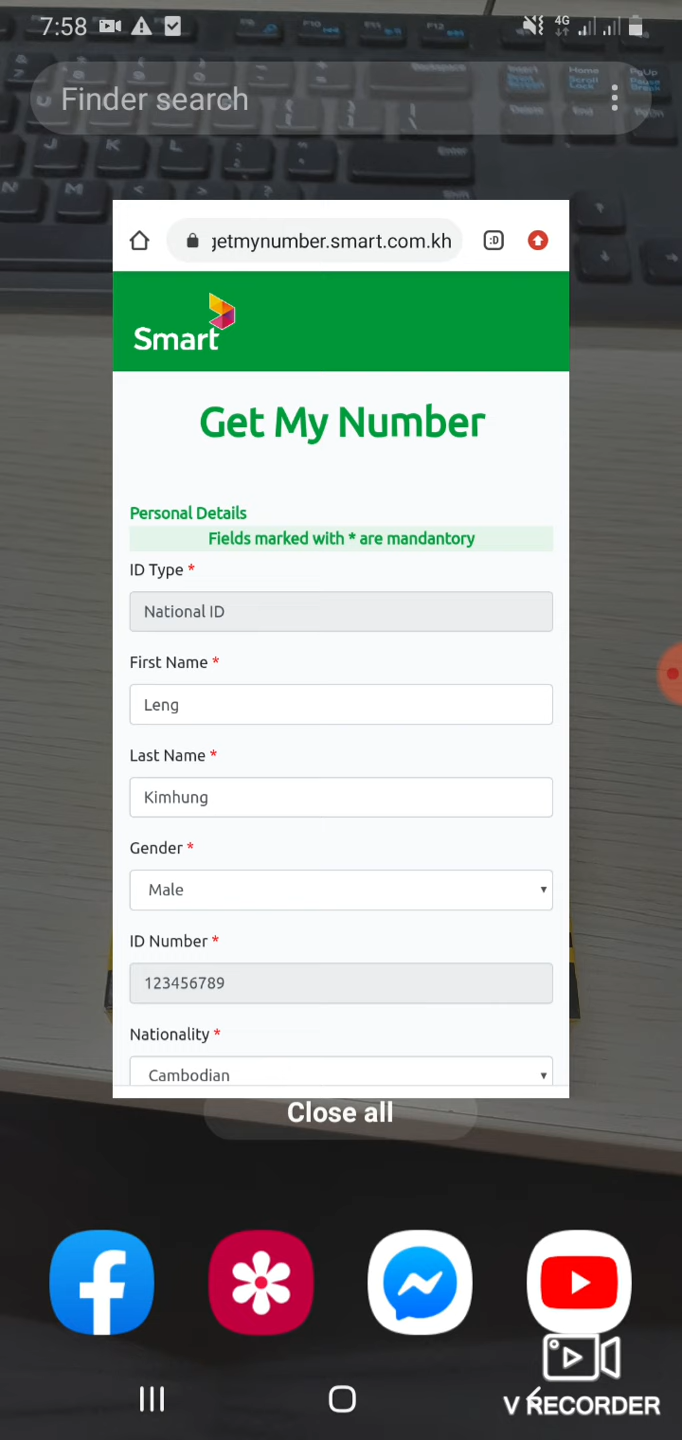 7:58
4G
Finder search
getmynumber.smart.com.kh
:D
Smart
Get My Number
Personal Details
Fields marked with * are mandantory
ID Type *
National ID
First Name *
Leng
Last Name *
Kimhung
Gender *
Male
ID Number *
123456789
Nationality *
Cambodian
Close all
V RECORDER